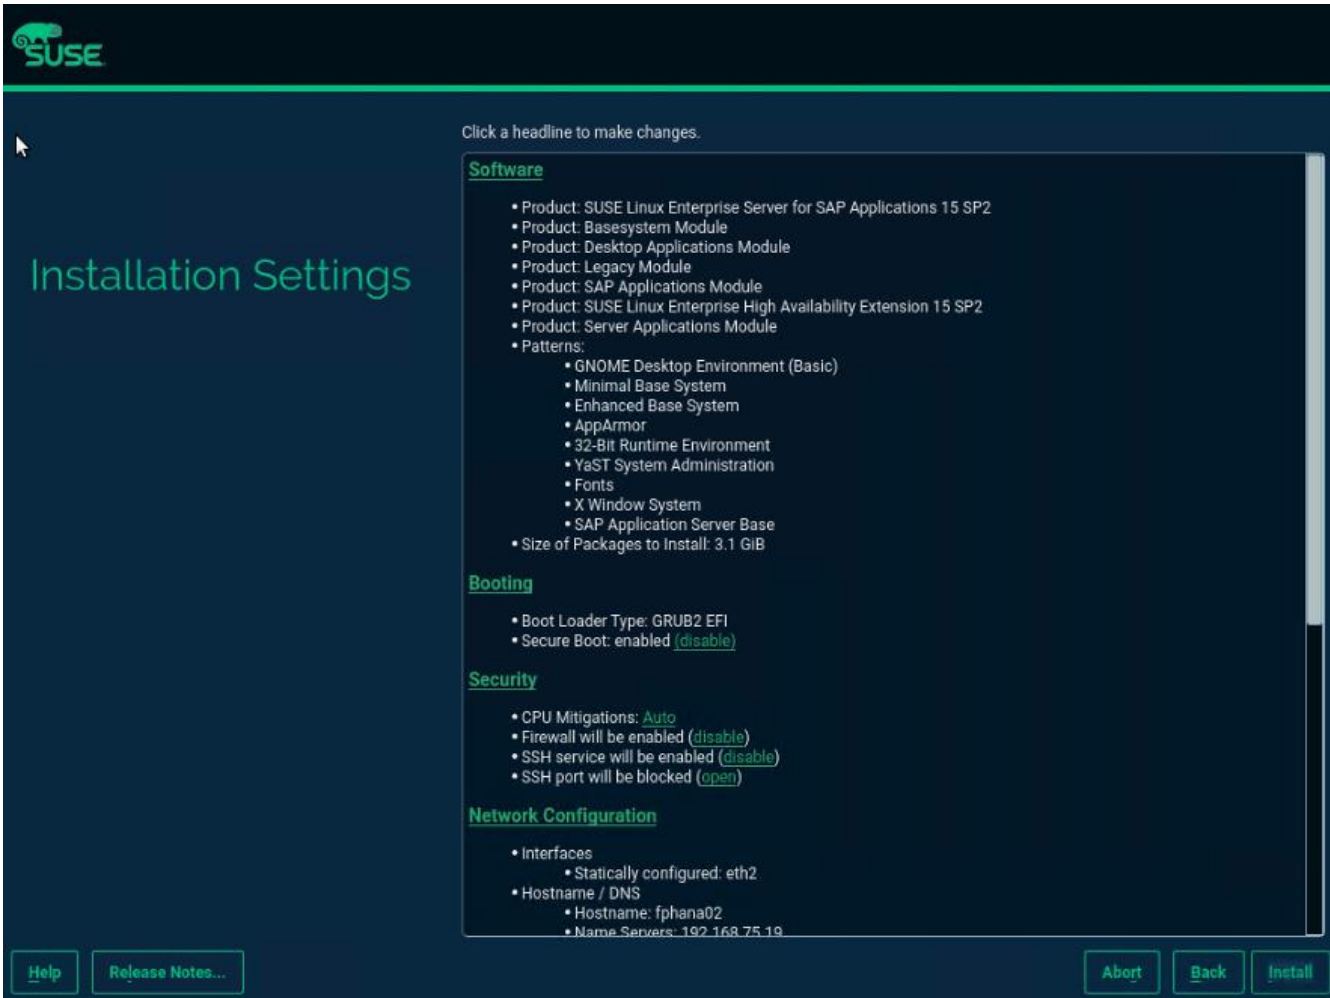 SUSE
Click a headline to make changes.
Installation Settings
Software
• Product: SUSE Linux Enterprise Server for SAP Applications 15 SP2
• Product: Basesystem Module
• Product: Desktop Applications Module
• Product: Legacy Module
• Product: SAP Applications Module
• Product: SUSE Linux Enterprise High Availability Extension 15 SP2
• Product: Server Applications Module
• Patterns:
• GNOME Desktop Environment (Basic)
• Minimal Base System
• Enhanced Base System
• AppArmor
• 32-Bit Runtime Environment
• YaST System Administration
• Fonts
• X Window System
• SAP Application Server Base
• Size of Packages to Install: 3.1 GiB
Booting
• Boot Loader Type: GRUB2 EFI
• Secure Boot: enabled (disable)
Security
• CPU Mitigations: Auto
• Firewall will be enabled (disable)
• SSH service will be enabled (disable)
• SSH port will be blocked (open)
Network Configuration
• Interfaces
• Statically configured: eth2
• Hostname / DNS
• Hostname: fphana02
• Name Servers: 192.168.75.19
Help
Release Notes...
Abort
Back
Install